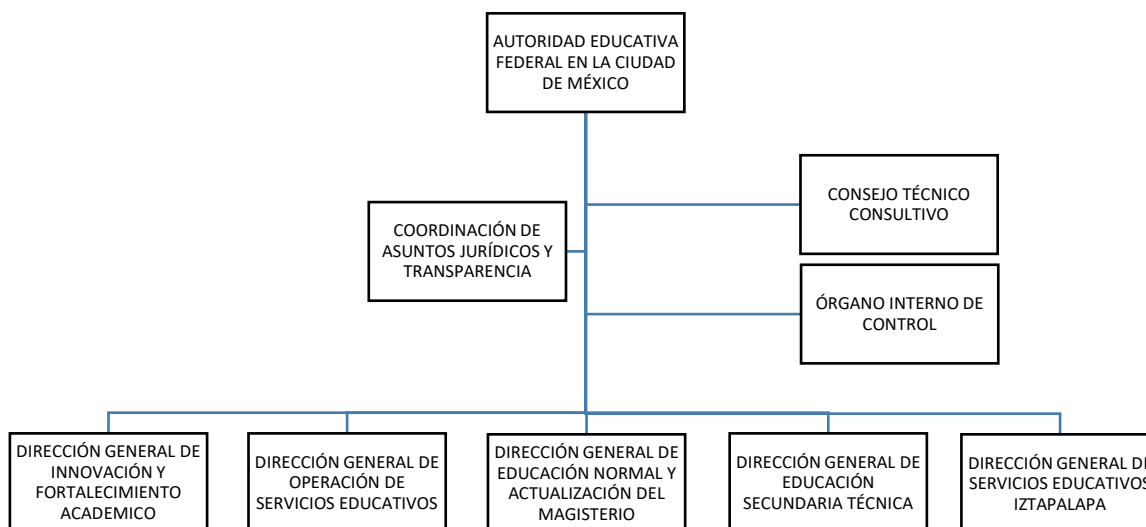 AUTORIDAD EDUCATIVA
FEDERAL EN LA CIUDAD
DE MÉXICO
CONSEJO TÉCNICO
CONSULTIVO
COORDINACIÓN DE
ASUNTOS JURÍDICOS Y
TRANSPARENCIA
ÓRGANO INTERNO DE
CONTROL
DIRECCIÓN GENERAL DE
INNOVACIÓN Y
FORTALECIMIENTO
ACADEMICO
DIRECCIÓN GENERAL DE
OPERACIÓN DE
SERVICIOS EDUCATIVOS
DIRECCIÓN GENERAL DE
EDUCACIÓN NORMAL Y
ACTUALIZACIÓN DEL
MAGISTERIO
DIRECCIÓN GENERAL DE
EDUCACIÓN
SECUNDARIA TÉCNICA
DIRECCIÓN GENERAL DE
SERVICIOS EDUCATIVOS
IZTAPALAPA